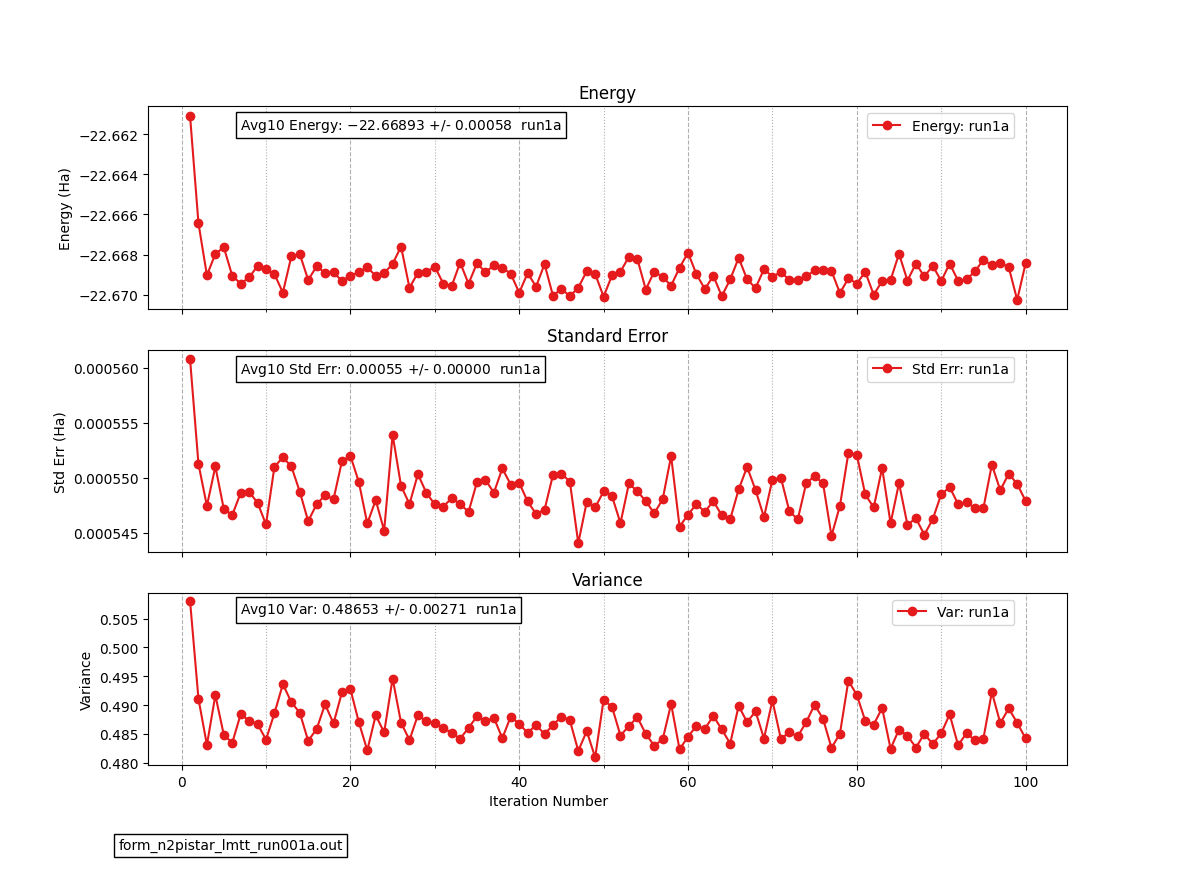 Energy
Avg10 Energy: −22.66893 +/- 0.00058  run1a
Energy: run1a
Energy (Ha)
−22.662
−22.664
−22.666
−22.668
−22.670
Standard Error
Avg10 Std Err: 0.00055 +/- 0.00000  run1a
Std Err: run1a
Std Err (Ha)
0.000560
0.000555
0.000550
0.000545
Variance
Avg10 Var: 0.48653 +/- 0.00271  run1a
Var: run1a
Variance
0.505
0.500
0.495
0.490
0.485
0.480
0 20 40 60 80 100
Iteration Number
form_n2pistar_lmtt_run001a.out